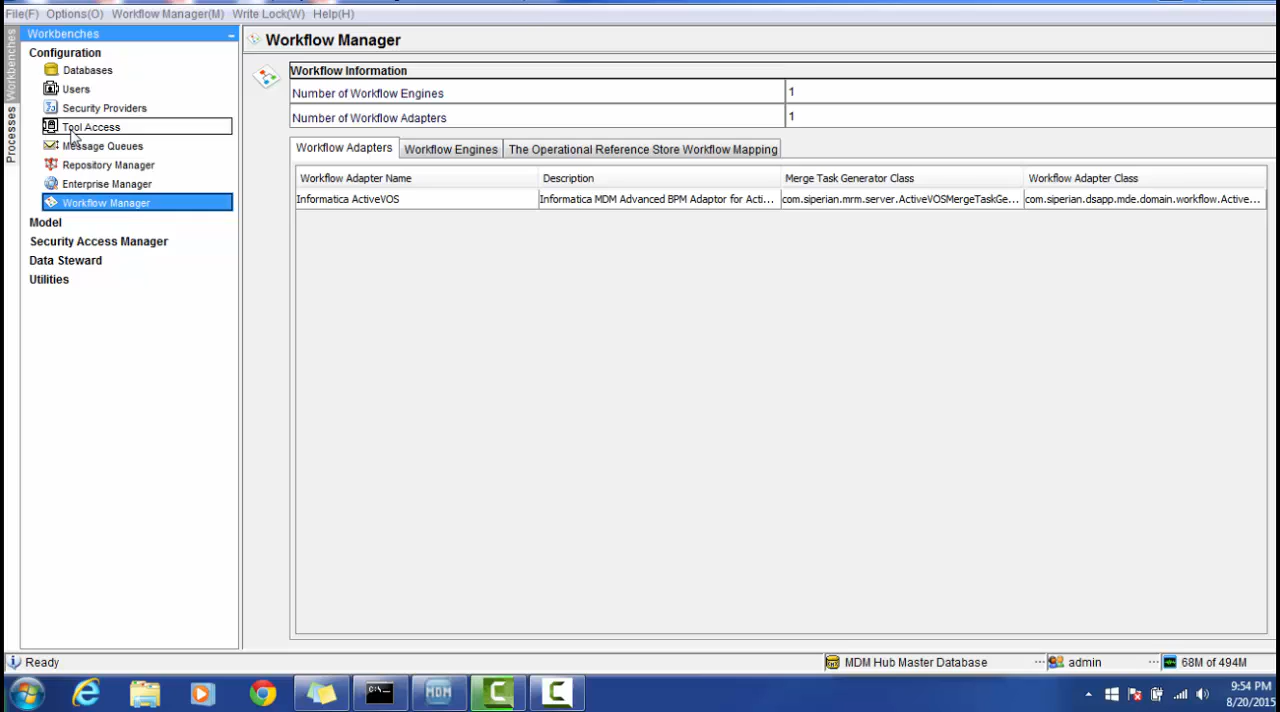 File(F) Options(O) Workflow Manager(M) Write Lock(W) Help(H)
Workbenches
Processes
Workbenches
Configuration
Databases
Users
Security Providers
Tool Access
Message Queues
Repository Manager
Enterprise Manager
Workflow Manager
Model
Security Access Manager
Data Steward
Utilities
Workflow Manager
Workflow Information
Number of Workflow Engines 1
Number of Workflow Adapters 1
Workflow Adapters Workflow Engines The Operational Reference Store Workflow Mapping
Workflow Adapter Name Description Merge Task Generator Class Workflow Adapter Class
Informatica ActiveVOS Informatica MDM Advanced BPM Adaptor for Acti... com.siperian.mrm.server.ActiveVOSMergeTaskGe... com.siperian.dsapp.mde.domain.workflow.Active...
Ready MDM Hub Master Database ... admin ... 68M of 494M
C:\_ MDM C C
9:54 PM
8/20/2015